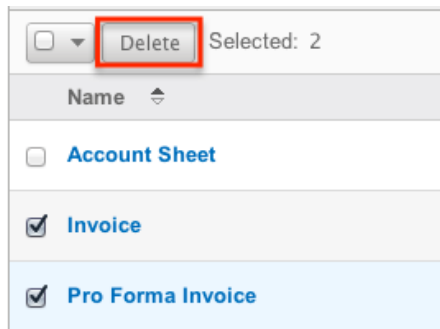 Delete Selected: 2
Name
Account Sheet
Invoice
Pro Forma Invoice